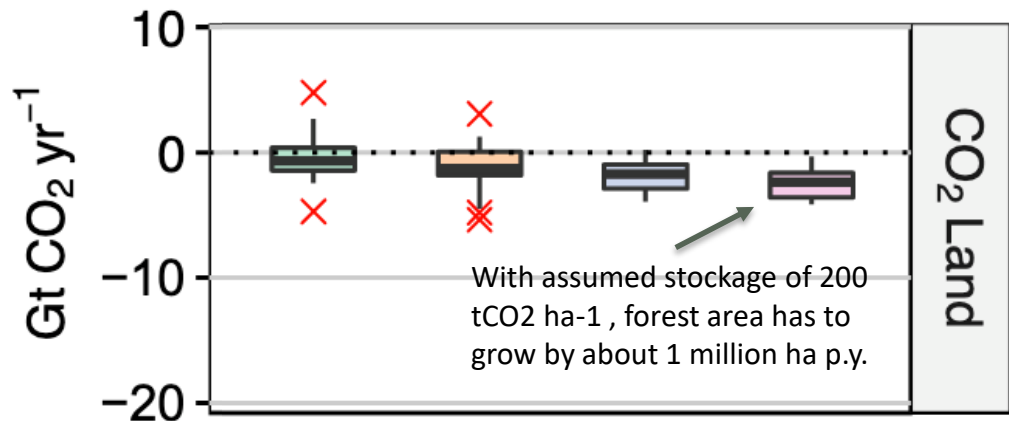 10
0
−10
−20
Gt CO₂ yr⁻¹
With assumed stockage of 200
tCO2 ha-1 , forest area has to
grow by about 1 million ha p.y.
CO₂ Land